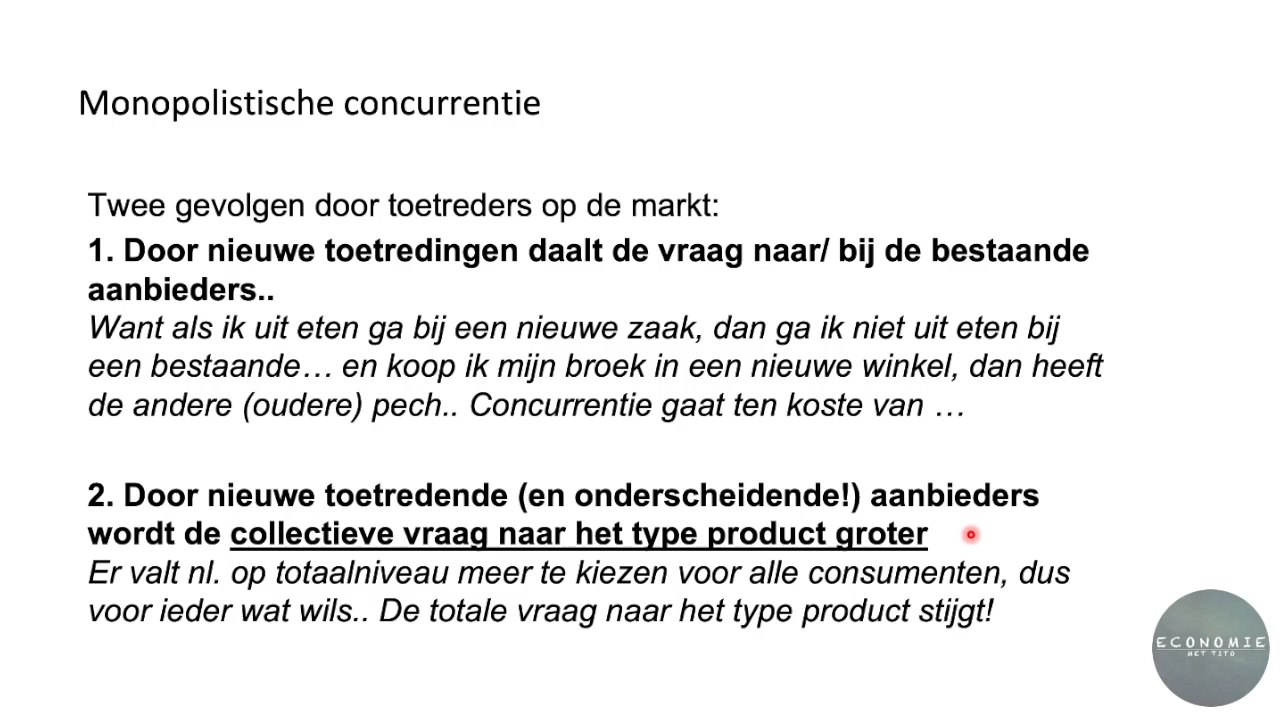 Monopolistische concurrentie
Twee gevolgen door toetreders op de markt:
1. Door nieuwe toetredingen daalt de vraag naar/ bij de bestaande
aanbieders..
Want als ik uit eten ga bij een nieuwe zaak, dan ga ik niet uit eten bij
een bestaande… en koop ik mijn broek in een nieuwe winkel, dan heeft
de andere (oudere) pech.. Concurrentie gaat ten koste van …
2. Door nieuwe toetredende (en onderscheidende!) aanbieders
wordt de collectieve vraag naar het type product groter
Er valt nl. op totaalniveau meer te kiezen voor alle consumenten, dus
voor ieder wat wils.. De totale vraag naar het type product stijgt!
ECONOMIE
MET TITO